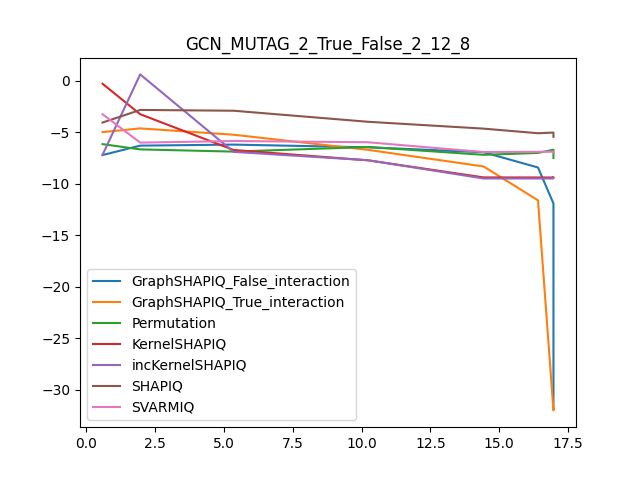 GCN_MUTAG_2_True_False_2_12_8
0
−5
−10
−15
−20
−25
−30
GraphSHAPIQ_False_interaction
GraphSHAPIQ_True_interaction
Permutation
KernelSHAPIQ
incKernelSHAPIQ
SHAPIQ
SVARMIQ
0.0 2.5 5.0 7.5 10.0 12.5 15.0 17.5